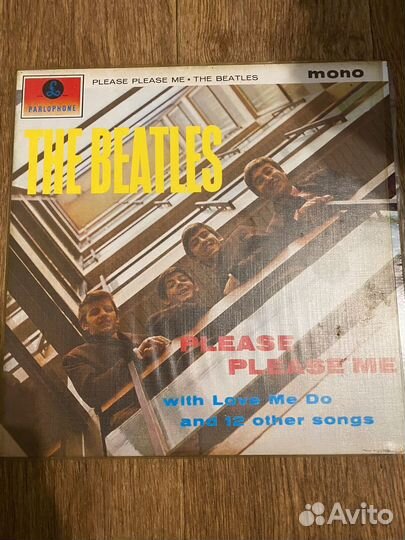 PARLOPHONE
PLEASE PLEASE ME • THE BEATLES
mono
THE BEATLES
PLEASE
PLEASE ME
with Love Me Do
and 12 other songs
Avito